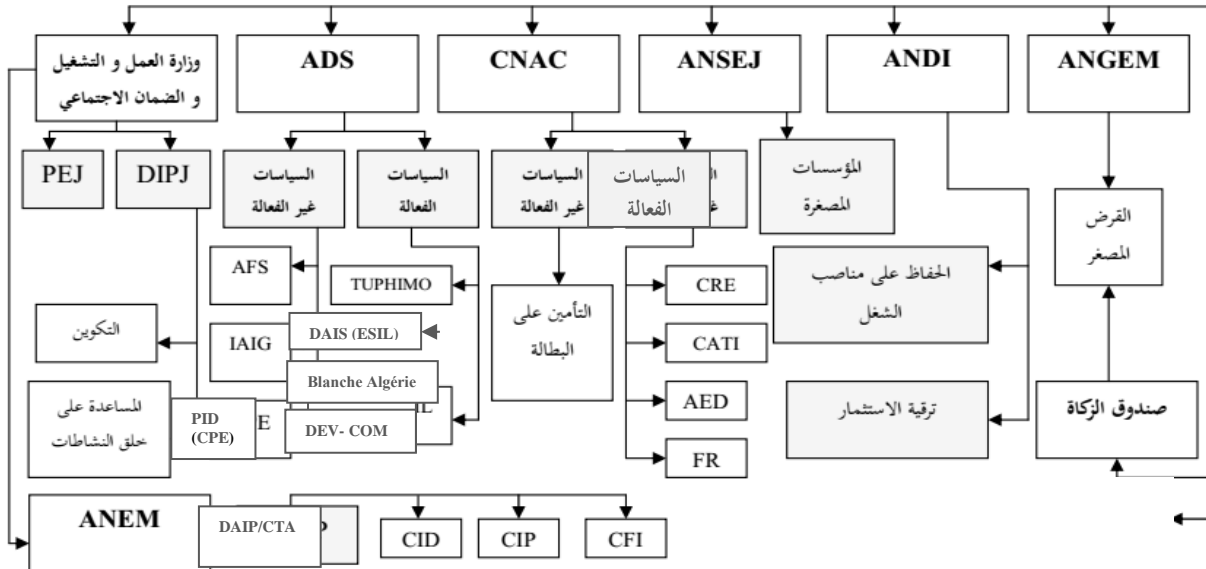 وزارة العمل و التشغيل
و الضمان الاجتماعي
ADS
CNAC
ANSEJ
ANDI
ANGEM
PEJ
DIPJ
السياسات
غير الفعالة
السياسات
الفعالة
السياسات
غير الفعالة
السياسات
الفعالة
المؤسسات
المصغرة
القرض
المصغر
AFS
TUPHIMO
التأمين على
البطالة
CRE
الحفاظ على مناصب
الشغل
التكوين
IAIG
DAIS (ESIL)
CATI
Blanche Algérie
المساعدة على
خلق النشاطات
PID
(CPE)
E
IL
DEV- COM
AED
ترقية الاستثمار
صندوق الزكاة
FR
ANEM
DAIP/CTA
P
CID
CIP
CFI